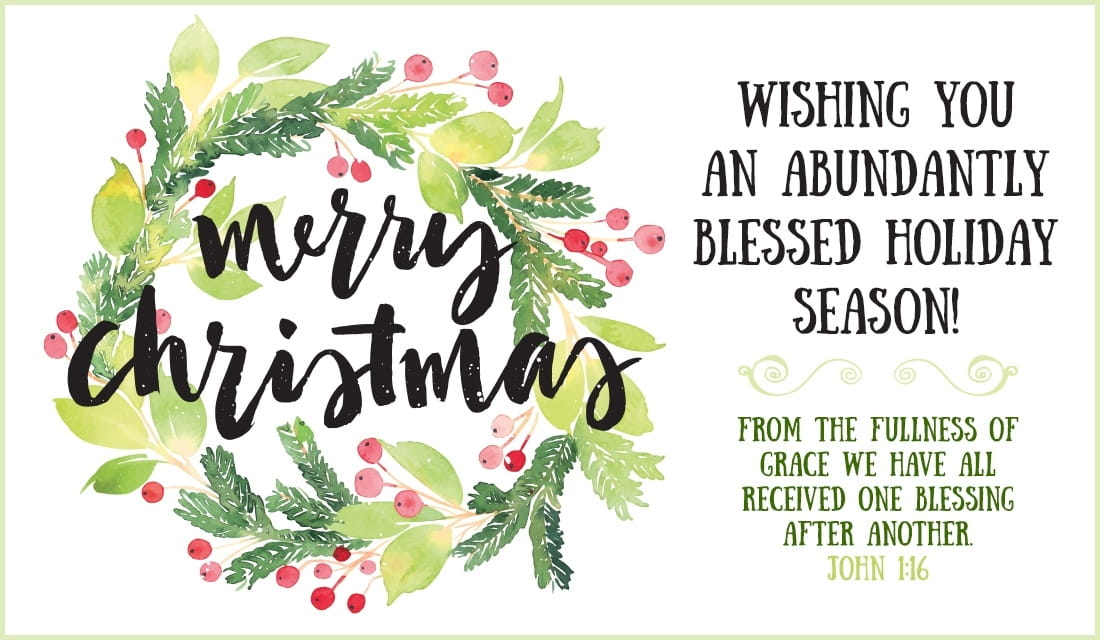 merry
christmas
WISHING YOU
AN ABUNDANTLY
BLESSED HOLIDAY
SEASON!
FROM THE FULLNESS OF
GRACE WE HAVE ALL
RECEIVED ONE BLESSING
AFTER ANOTHER.
JOHN 1:16